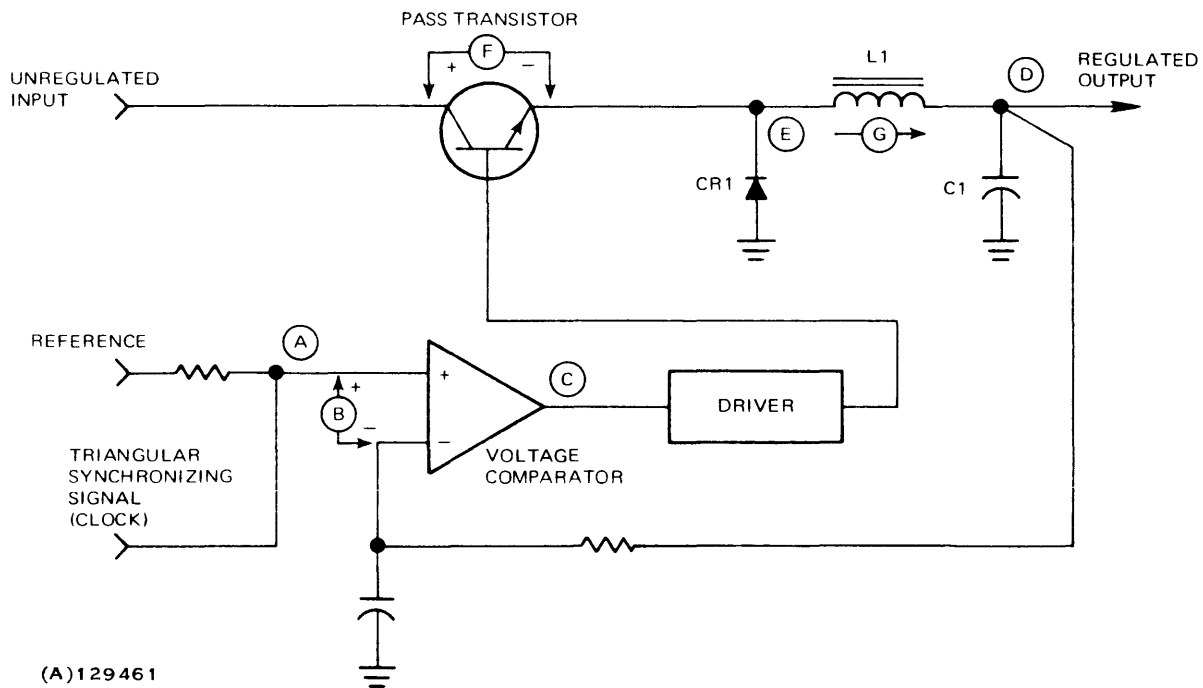 PASS TRANSISTOR
F
+ −
UNREGULATED
INPUT
L1
D
REGULATED
OUTPUT
E
G
CR1
C1
REFERENCE
A
+
B
−
+
−
C
DRIVER
VOLTAGE
COMPARATOR
TRIANGULAR
SYNCHRONIZING
SIGNAL
(CLOCK)
(A)129461